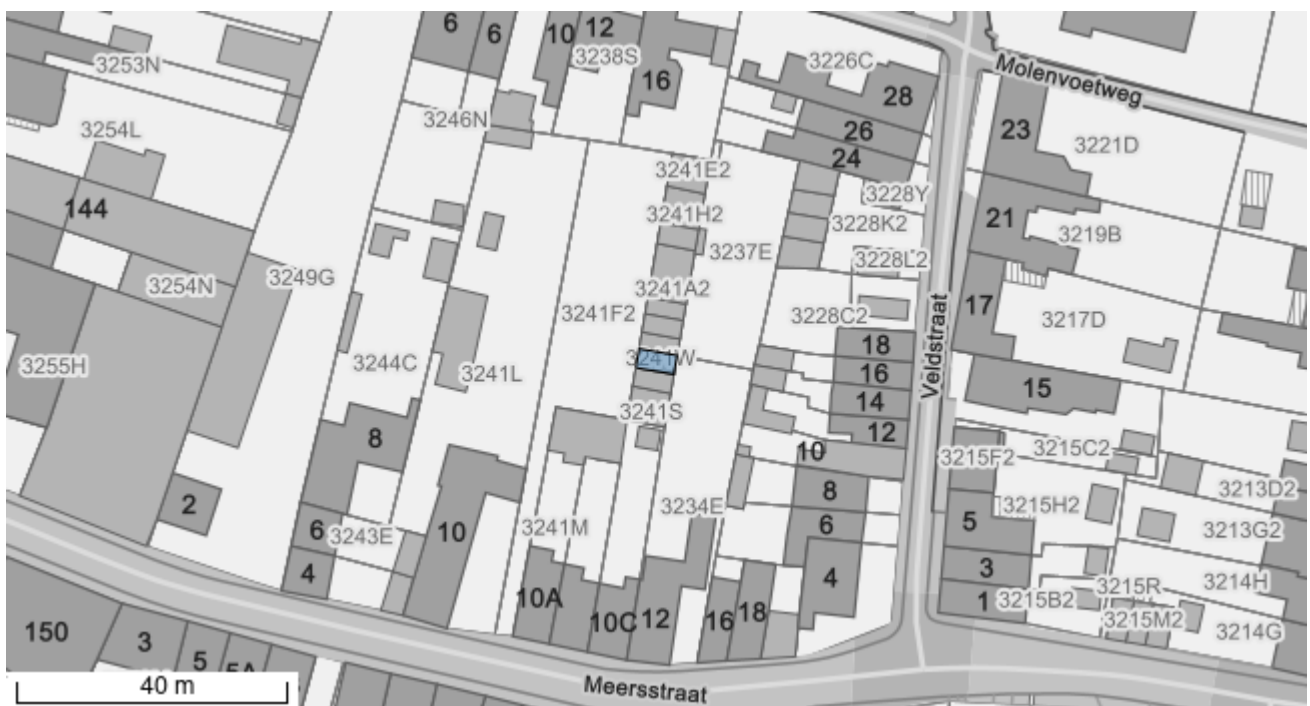 6
6
10
12
3238S
16
3253N
3226C
28
Molenvoetweg
3254L
3246N
26
24
23
3221D
3241E2
3228Y
144
3241H2
3228K2
21
3219B
3237E
3249G
3254N
3241A2
3228L2
3241F2
3228C2
17
3217D
3255H
3244C
3241L
3241W
18
16
Veldstraat
15
14
3241S
12
8
10
3215F2
3215C2
2
3234E
8
3215H2
3213D2
6
3243E
10
3241M
6
5
3213G2
4
4
3
3215R
3214H
10A
10C
12
16
18
1
3215B2
3215M2
3214G
150
3
5
5A
40 m
Meersstraat